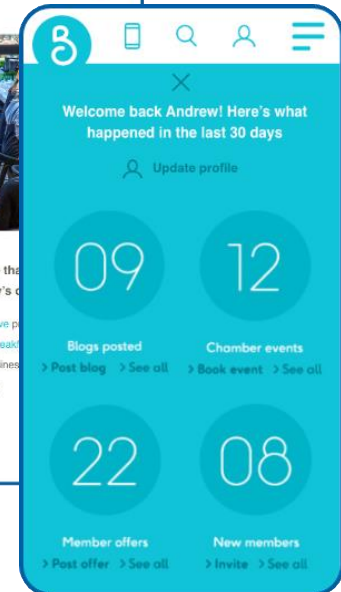 B
Welcome back Andrew! Here's what
happened in the last 30 days
Update profile
09
12
Blogs posted
Chamber events
> Post blog > See all
> Book event > See all
22
08
Member offers
New members
> Post offer > See all
> Invite > See all